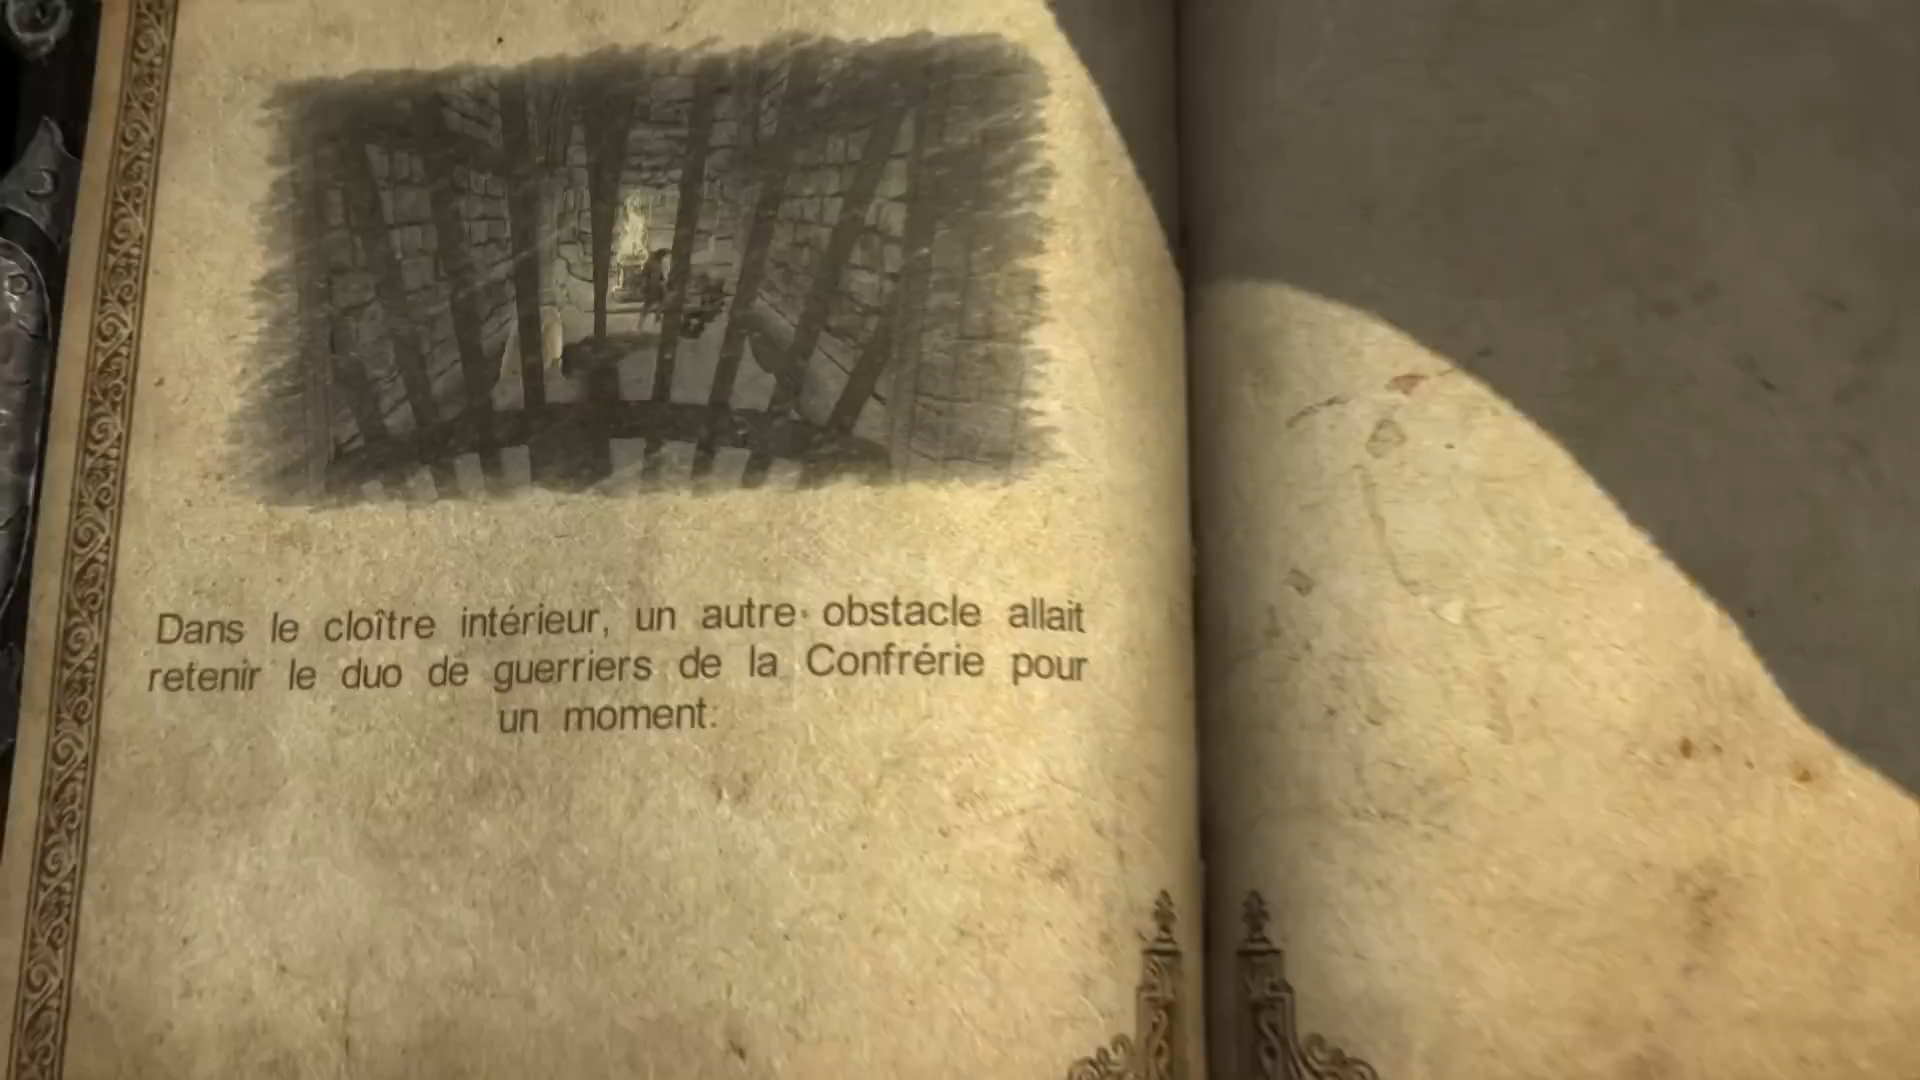 Dans le cloître intérieur, un autre obstacle allait
retenir le duo de guerriers de la Confrérie pour
un moment: